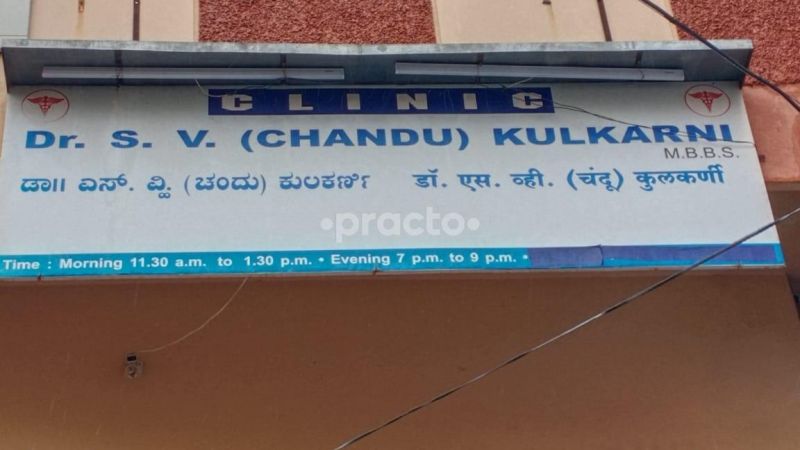 CLINIC
Dr. S. V. (CHANDU) KULKARNI
M.B.B.S.
ಡಾ॥ ಎಸ್. ವ್ಹಿ. (ಚಂದು) ಕುಲಕರ್ಣಿ डॉ. एस. व्ही. (चंदू) कुलकर्णी
•practo•
Time : Morning 11.30 a.m. to 1.30 p.m. • Evening 7 p.m. to 9 p.m. •